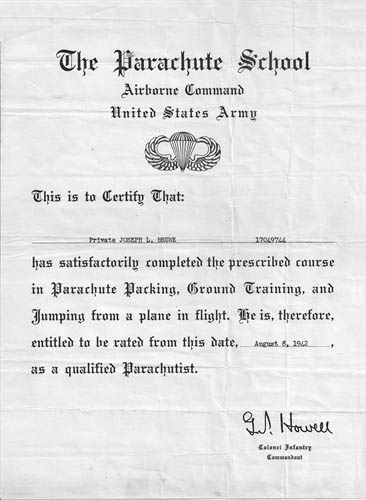 The Parachute School
Airborne Command
United States Army
This is to Certify That:
Private JOSEPH L. BRUNK 17049744
has satisfactorily completed the prescribed course
in Parachute Packing, Ground Training, and
Jumping from a plane in flight. He is, therefore,
entitled to be rated from this date, August 8, 1942 ,
as a qualified Parachutist.
G.P. Howell
Colonel Infantry
Commandant